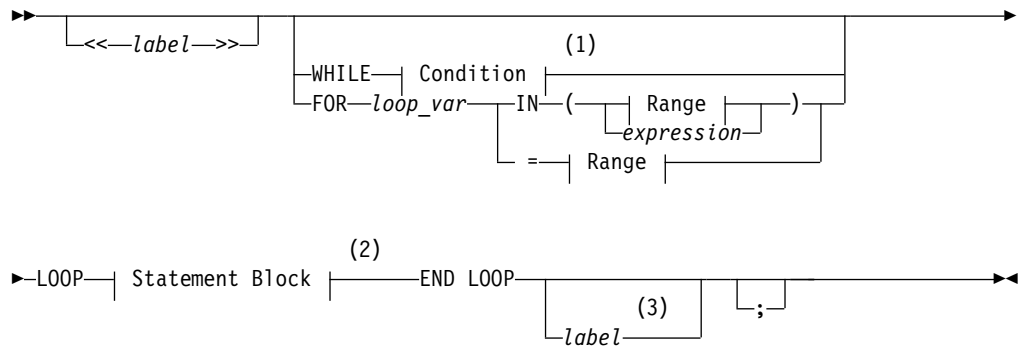 <<label>>
(1)
WHILE Condition
FOR loop_var IN ( Range )
expression
= Range
(2)
LOOP Statement Block END LOOP
(3)
label ;